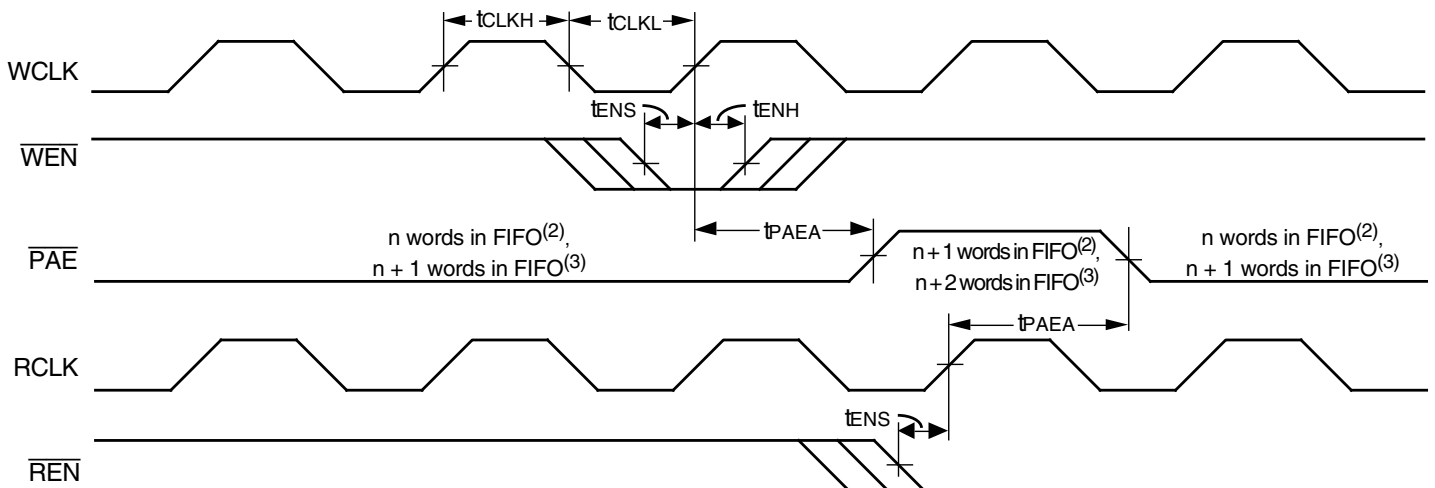 tCLKH
tCLKL
WCLK
tENS
tENH
WEN
tPAEA
n words in FIFO(2),
n + 1 words in FIFO(3)
PAE
n + 1 words in FIFO(2),
n + 2 words in FIFO(3)
n words in FIFO(2),
n + 1 words in FIFO(3)
tPAEA
RCLK
tENS
REN